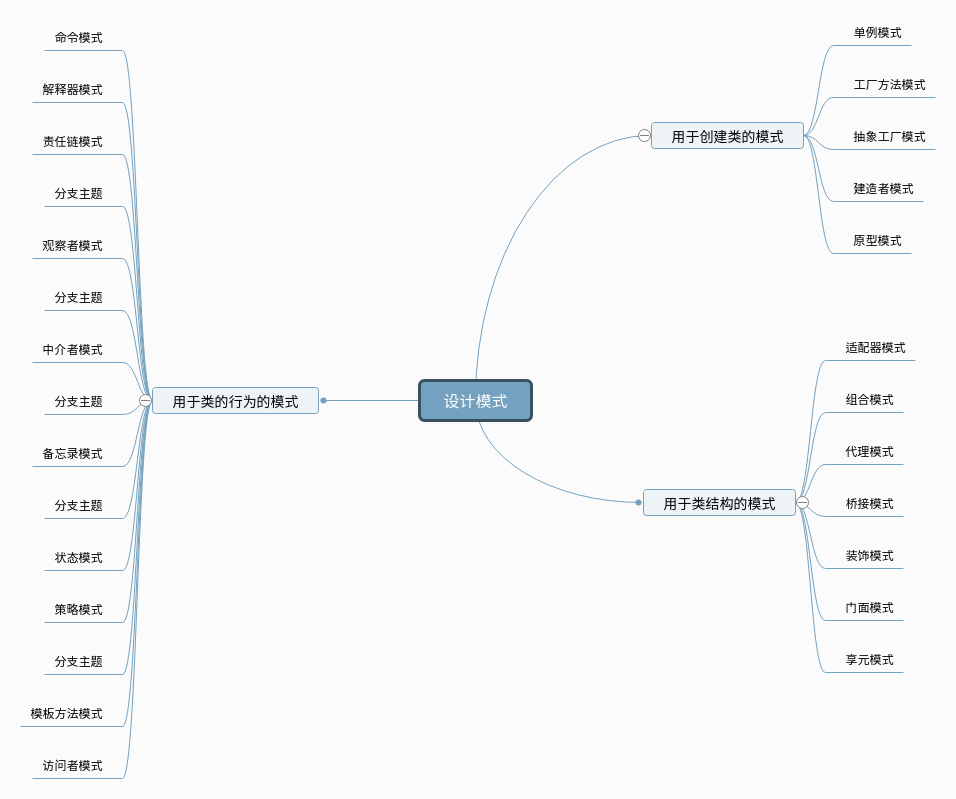 设计模式
用于创建类的模式
单例模式
工厂方法模式
抽象工厂模式
建造者模式
原型模式
用于类结构的模式
适配器模式
组合模式
代理模式
桥接模式
装饰模式
门面模式
享元模式
用于类的行为的模式
命令模式
解释器模式
责任链模式
分支主题
观察者模式
分支主题
中介者模式
分支主题
备忘录模式
分支主题
状态模式
策略模式
分支主题
模板方法模式
访问者模式